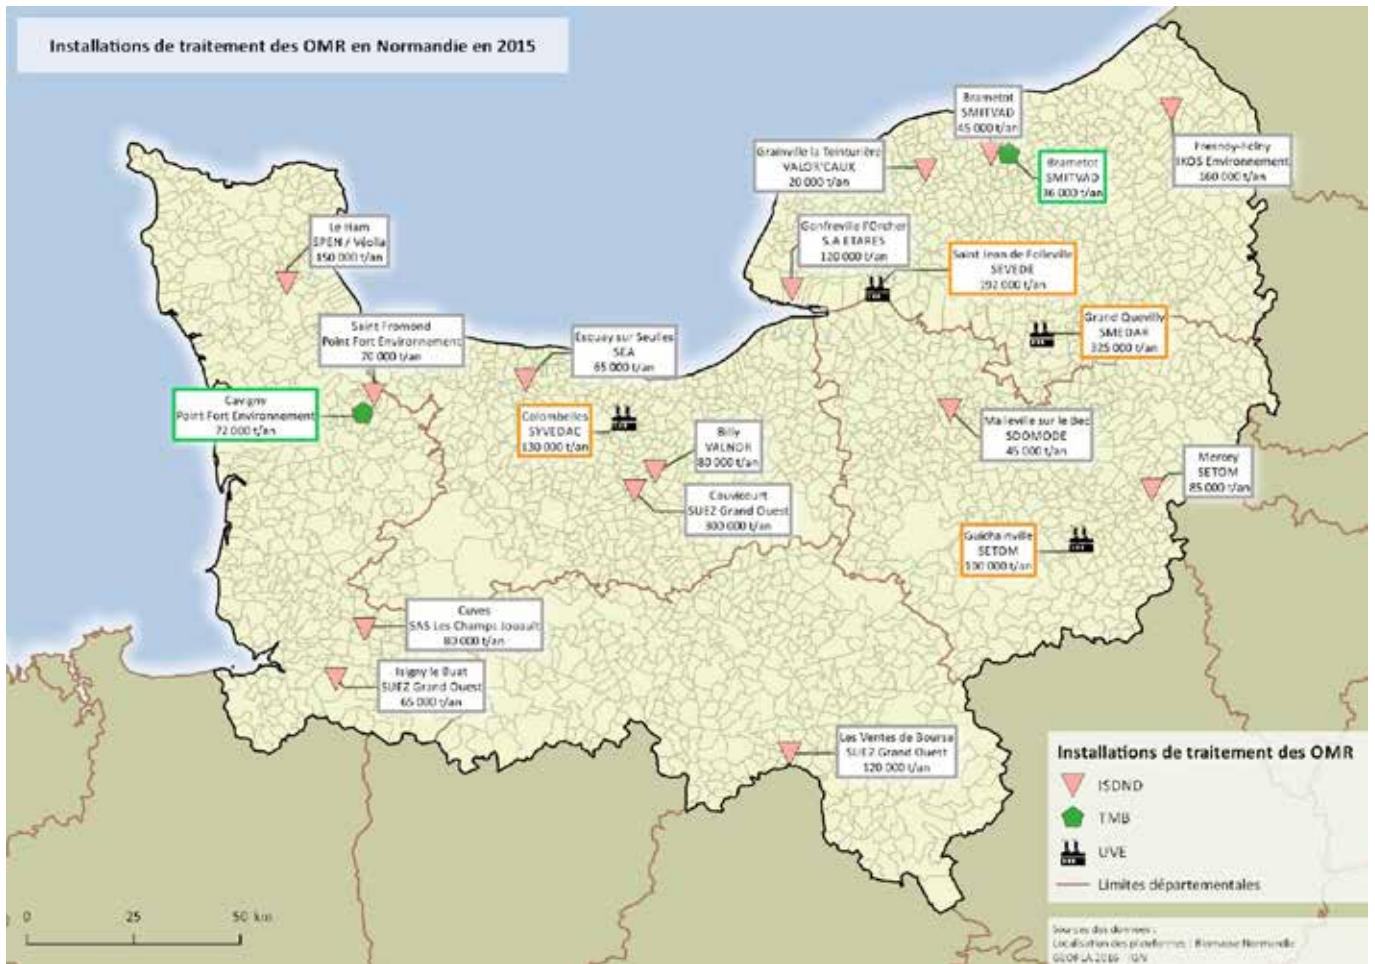 Installations de traitement des OMR en Normandie en 2015
Brametot
SMITVAD
45 000 t/an
Grainville la Teinturière
VALOR'CAUX
20 000 t/an
Brametot
SMITVAD
36 000 t/an
Fresnoy-Folny
IKOS Environnement
160 000 t/an
Le Ham
SPEN / Véolia
150 000 t/an
Gonfreville l'Orcher
S.A ETARES
120 000 t/an
Saint Jean de Folleville
SEVEDE
192 000 t/an
Grand Quevilly
SMEDAR
325 000 t/an
Saint Fromond
Point Fort Environnement
70 000 t/an
Esquay sur Seulles
SEA
65 000 t/an
Cavigny
Point Fort Environnement
72 000 t/an
Colombelles
SYVEDAC
130 000 t/an
Billy
VALNOR
80 000 t/an
Malleville sur le Bec
SDOMODE
45 000 t/an
Mercey
SETOM
85 000 t/an
Cauvicourt
SUEZ Grand Ouest
300 000 t/an
Guichainville
SETOM
100 000 t/an
Cuves
SAS Les Champs Jouault
80 000 t/an
Isigny le Buat
SUEZ Grand Ouest
65 000 t/an
Les Ventes de Bourse
SUEZ Grand Ouest
120 000 t/an
Installations de traitement des OMR
ISDND
TMB
UVE
Limites départementales
0 25 50 km
Sources des données :
Localisation des plateformes : Biomasse Normandie
GEOFLA 2016 IGN